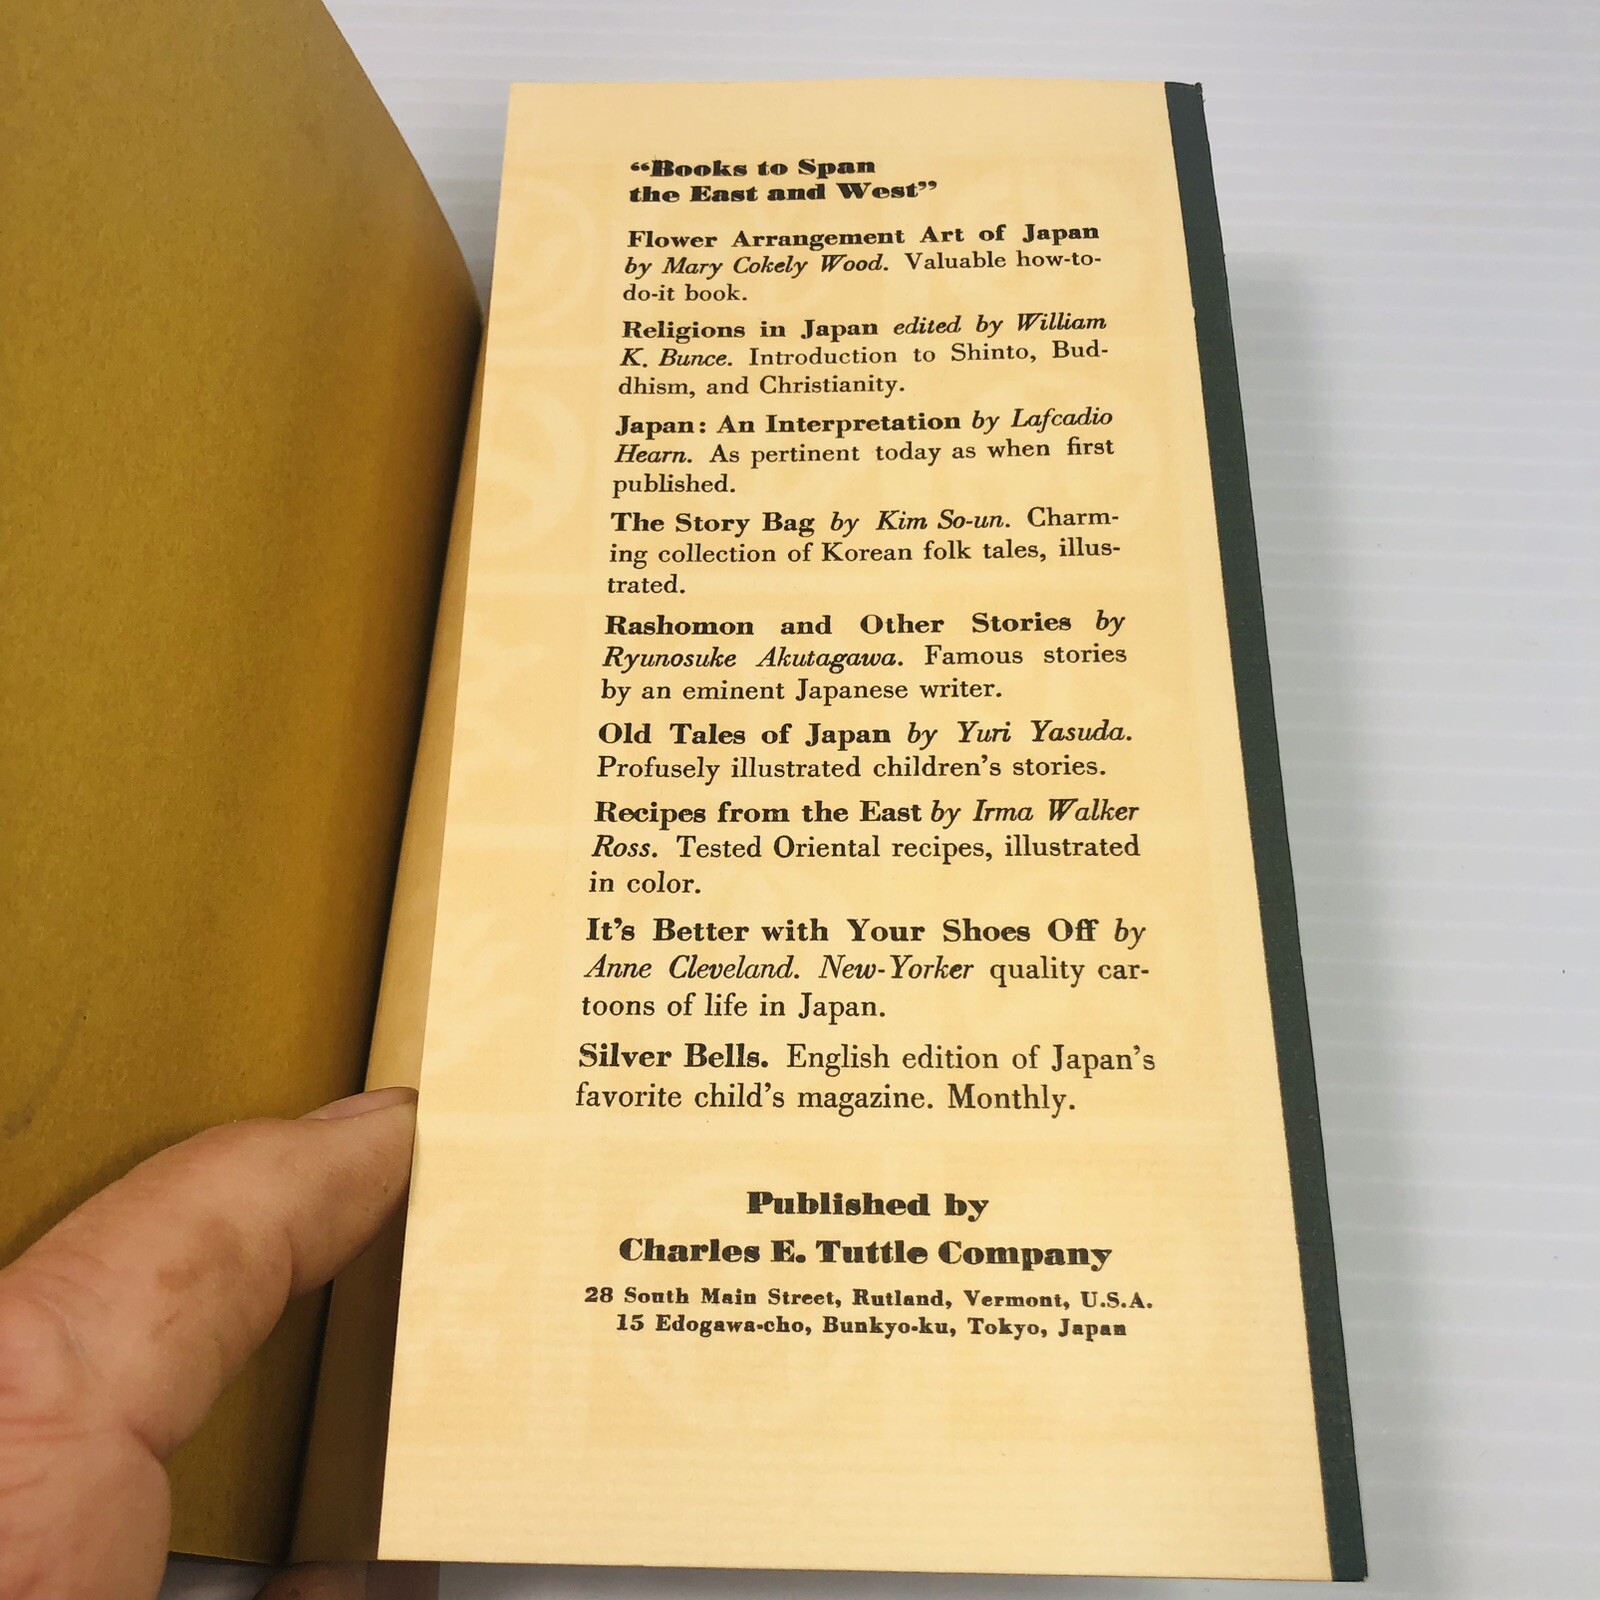 “Books to Span
the East and West”
Flower Arrangement Art of Japan
by Mary Cokely Wood. Valuable how-to-
do-it book.
Religions in Japan edited by William
K. Bunce. Introduction to Shinto, Bud-
dhism, and Christianity.
Japan: An Interpretation by Lafcadio
Hearn. As pertinent today as when first
published.
The Story Bag by Kim So-un. Charm-
ing collection of Korean folk tales, illus-
trated.
Rashomon and Other Stories by
Ryunosuke Akutagawa. Famous stories
by an eminent Japanese writer.
Old Tales of Japan by Yuri Yasuda.
Profusely illustrated children’s stories.
Recipes from the East by Irma Walker
Ross. Tested Oriental recipes, illustrated
in color.
It’s Better with Your Shoes Off by
Anne Cleveland. New-Yorker quality car-
toons of life in Japan.
Silver Bells. English edition of Japan’s
favorite child’s magazine. Monthly.
Published by
Charles E. Tuttle Company
28 South Main Street, Rutland, Vermont, U.S.A.
15 Edogawa-cho, Bunkyo-ku, Tokyo, Japan